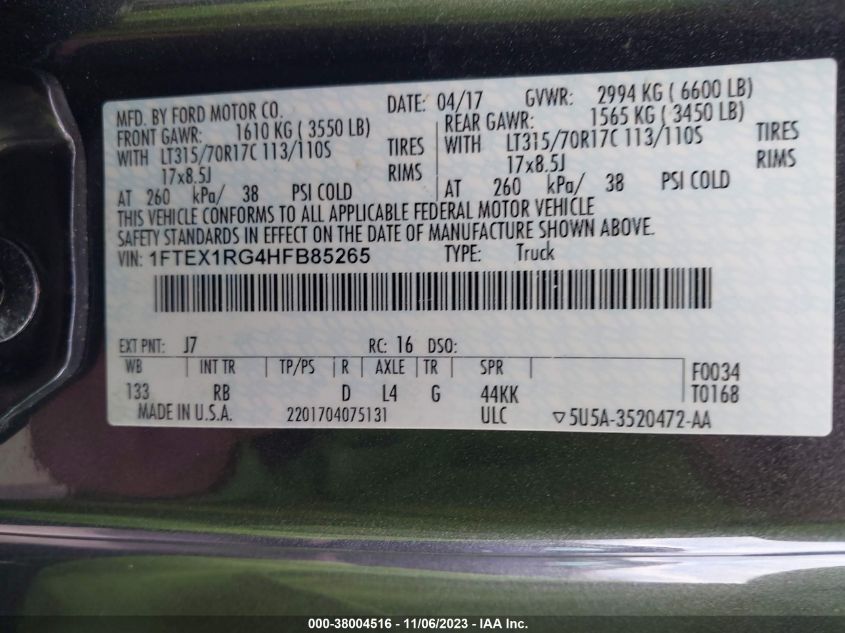 MFD. BY FORD MOTOR CO.
DATE: 04/17 GVWR: 2994 KG ( 6600 LB)
FRONT GAWR: 1610 KG ( 3550 LB) REAR GAWR: 1565 KG ( 3450 LB)
WITH LT315/70R17C 113/110S TIRES WITH LT315/70R17C 113/110S TIRES
17x8.5J RIMS 17x8.5J RIMS
AT 260 kPa/ 38 PSI COLD AT 260 kPa/ 38 PSI COLD
THIS VEHICLE CONFORMS TO ALL APPLICABLE FEDERAL MOTOR VEHICLE
SAFETY STANDARDS IN EFFECT ON THE DATE OF MANUFACTURE SHOWN ABOVE.
VIN: 1FTEX1RG4HFB85265 TYPE: Truck
EXT PNT: J7 RC: 16 DSO:
WB INT TR TP/PS R AXLE TR SPR F0034
133 RB D L4 G 44KK T0168
MADE IN U.S.A. 2201704075131 ULC ▽5U5A-3520472-AA
000-38004516 - 11/06/2023 - IAA Inc.